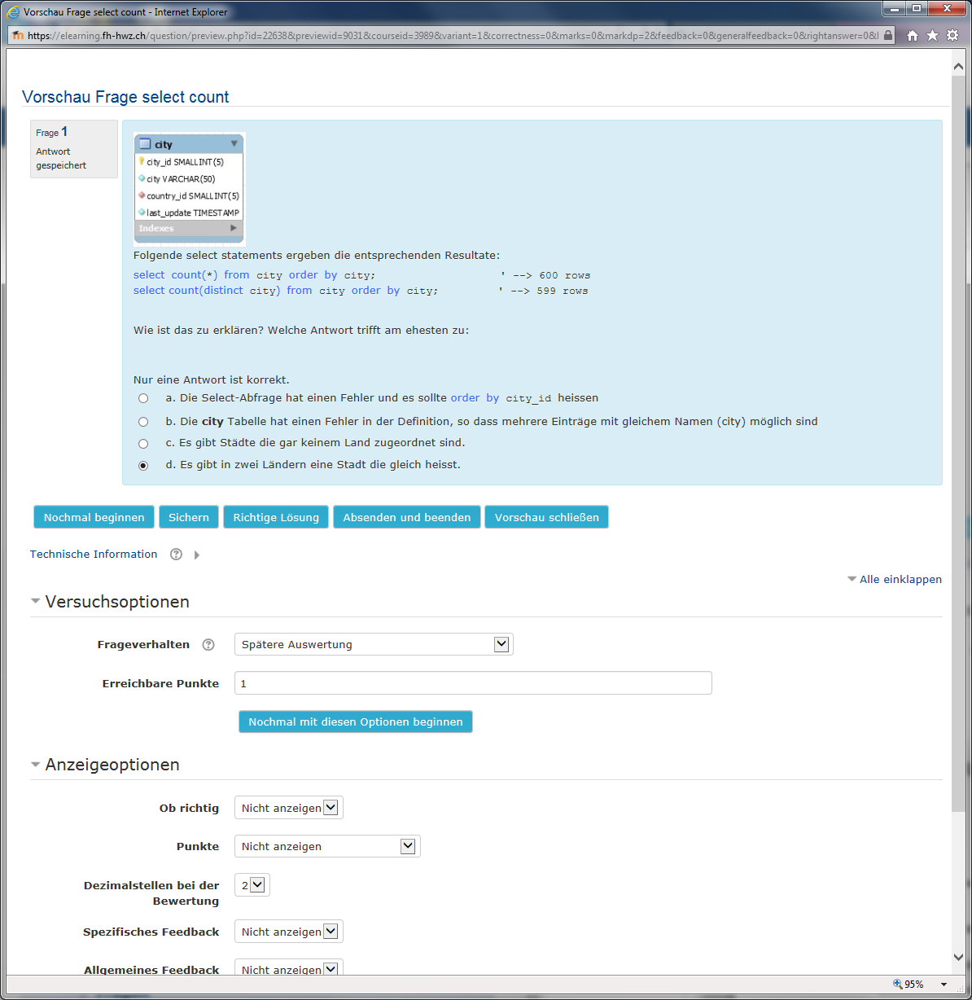 Vorschau Frage select count - Internet Explorer
https://elearning.fh-hwz.ch/question/preview.php?id=22638&previewid=9031&courseid=3989&variant=1&correctness=0&marks=0&markdp=2&feedback=0&generalfeedback=0&rightanswer=0&
Vorschau Frage select count
Frage 1
Antwort
gespeichert
city
city_id SMALLINT(5)
city VARCHAR(50)
country_id SMALLINT(5)
last_update TIMESTAMP
Indexes
Folgende select statements ergeben die entsprechenden Resultate:
select count(*) from city order by city; ' --> 600 rows
select count(distinct city) from city order by city; ' --> 599 rows
Wie ist das zu erklären? Welche Antwort trifft am ehesten zu:
Nur eine Antwort ist korrekt.
a. Die Select-Abfrage hat einen Fehler und es sollte order by city_id heissen
b. Die city Tabelle hat einen Fehler in der Definition, so dass mehrere Einträge mit gleichem Namen (city) möglich sind
c. Es gibt Städte die gar keinem Land zugeordnet sind.
d. Es gibt in zwei Ländern eine Stadt die gleich heisst.
Nochmal beginnen Sichern Richtige Lösung Absenden und beenden Vorschau schließen
Technische Information
Alle einklappen
Versuchsoptionen
Frageverhalten Spätere Auswertung
Erreichbare Punkte 1
Nochmal mit diesen Optionen beginnen
Anzeigeoptionen
Ob richtig Nicht anzeigen
Punkte Nicht anzeigen
Dezimalstellen bei der 2
Bewertung
Spezifisches Feedback Nicht anzeigen
Allgemeines Feedback Nicht anzeigen
95%